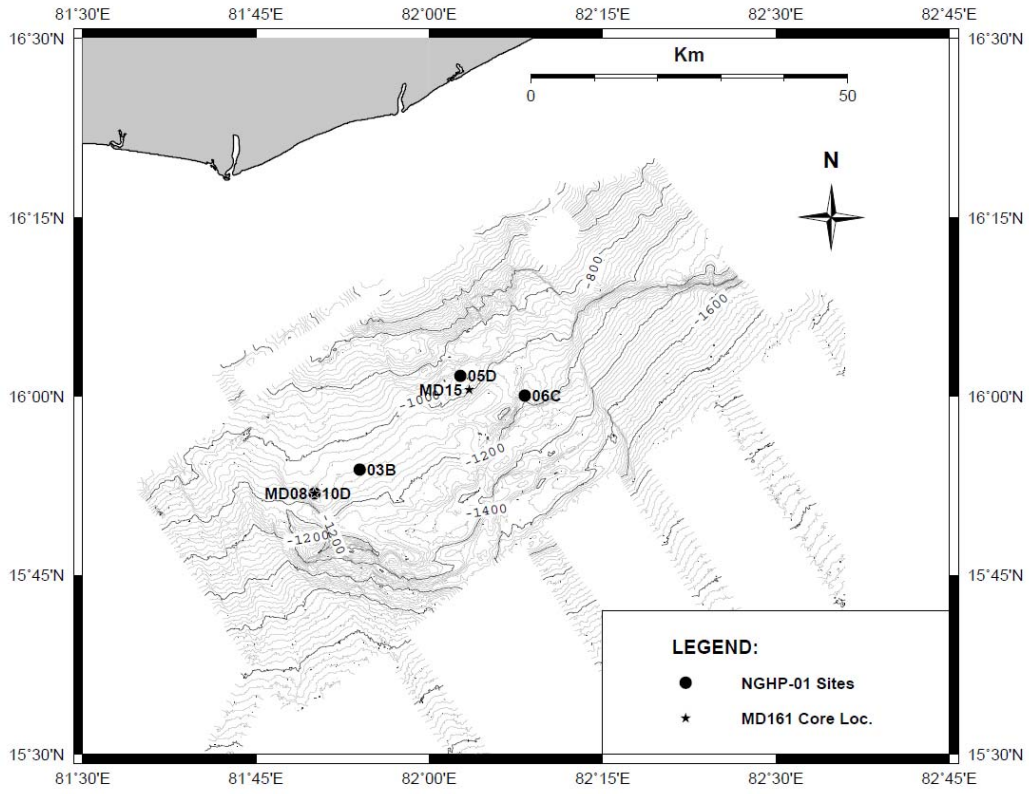 81˚30'E 81˚45'E 82˚00'E 82˚15'E 82˚30'E 82˚45'E
16˚30'N 16˚30'N
Km
0 50
N
16˚15'N 16˚15'N
-800
-1600
05D
MD15
06C
16˚00'N 16˚00'N
-1000
-1200
03B
MD08 10D
-1400
-1200
-1200
15˚45'N 15˚45'N
LEGEND:
NGHP-01 Sites
MD161 Core Loc.
15˚30'N 15˚30'N
81˚30'E 81˚45'E 82˚00'E 82˚15'E 82˚30'E 82˚45'E